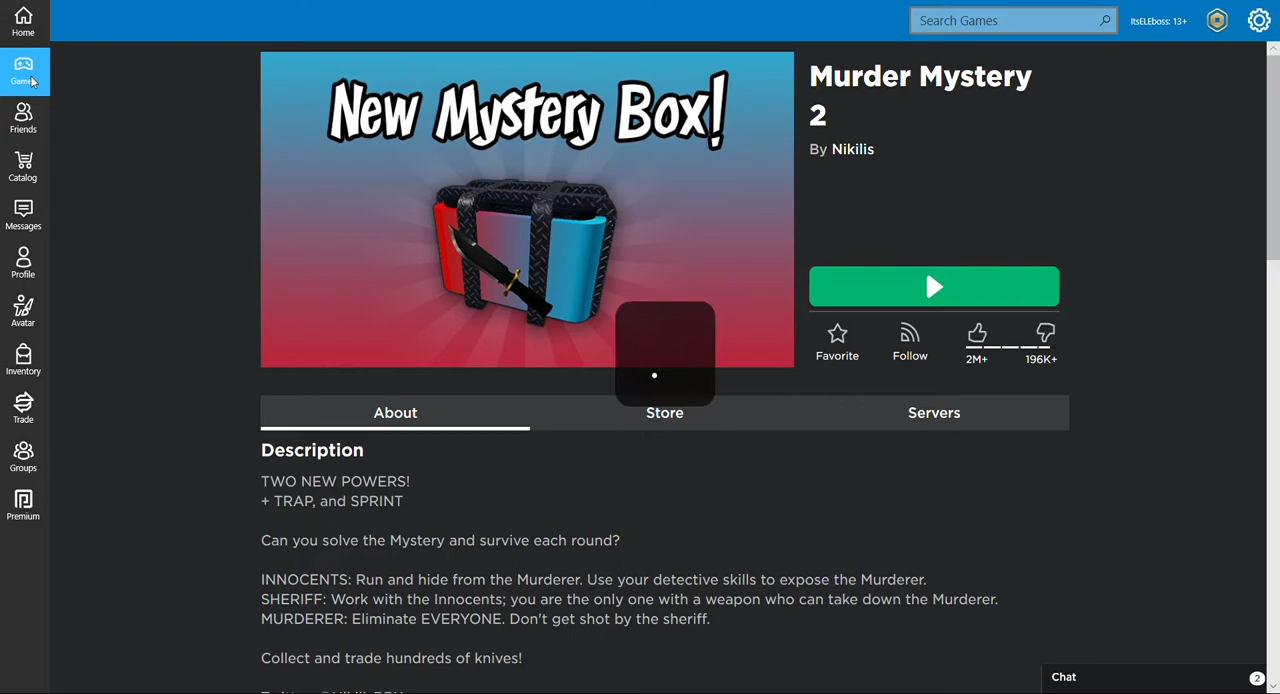 Home
Games
Friends
Catalog
Messages
Profile
Avatar
Inventory
Trade
Groups
Premium
Search Games
ItsELEboss: 13+
New Mystery Box!
Murder Mystery
2
By Nikilis
Favorite
Follow
2M+
196K+
About
Store
Servers
Description
TWO NEW POWERS!
+ TRAP, and SPRINT
Can you solve the Mystery and survive each round?
INNOCENTS: Run and hide from the Murderer. Use your detective skills to expose the Murderer.
SHERIFF: Work with the Innocents; you are the only one with a weapon who can take down the Murderer.
MURDERER: Eliminate EVERYONE. Don't get shot by the sheriff.
Collect and trade hundreds of knives!
Chat
2